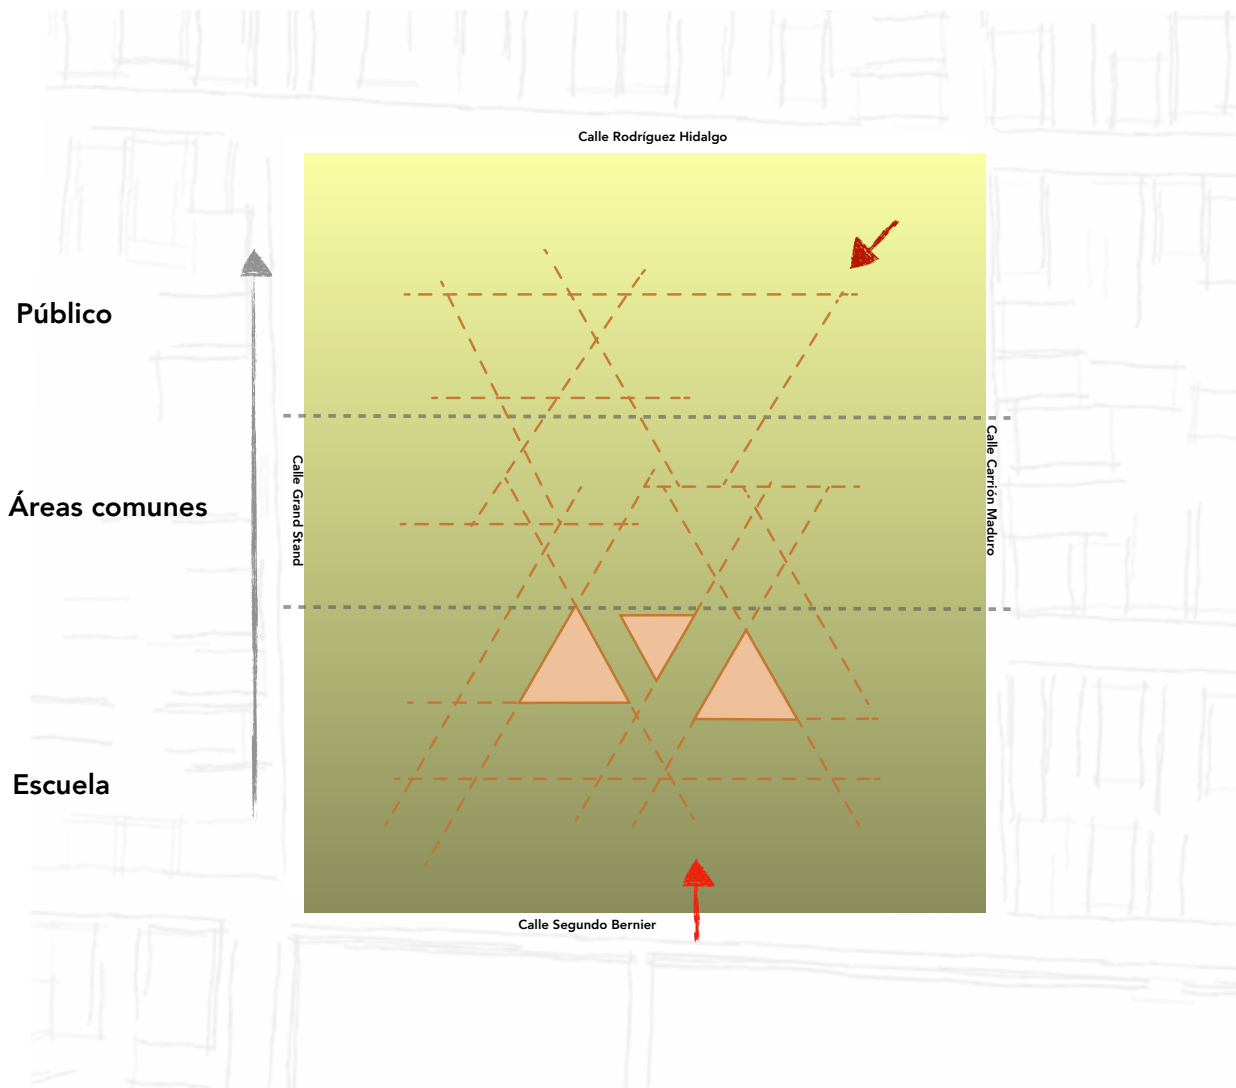 Calle Rodríguez Hidalgo
Público
Calle Grand Stand
Calle Carrión Maduro
Áreas comunes
Escuela
Calle Segundo Bernier